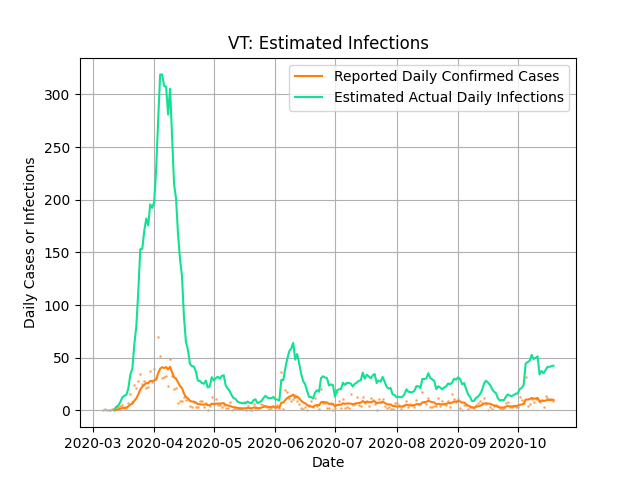 VT: Estimated Infections
Reported Daily Confirmed Cases
Estimated Actual Daily Infections
Daily Cases or Infections
300
250
200
150
100
50
0
2020-03 2020-04 2020-05 2020-06 2020-07 2020-08 2020-09 2020-10
Date